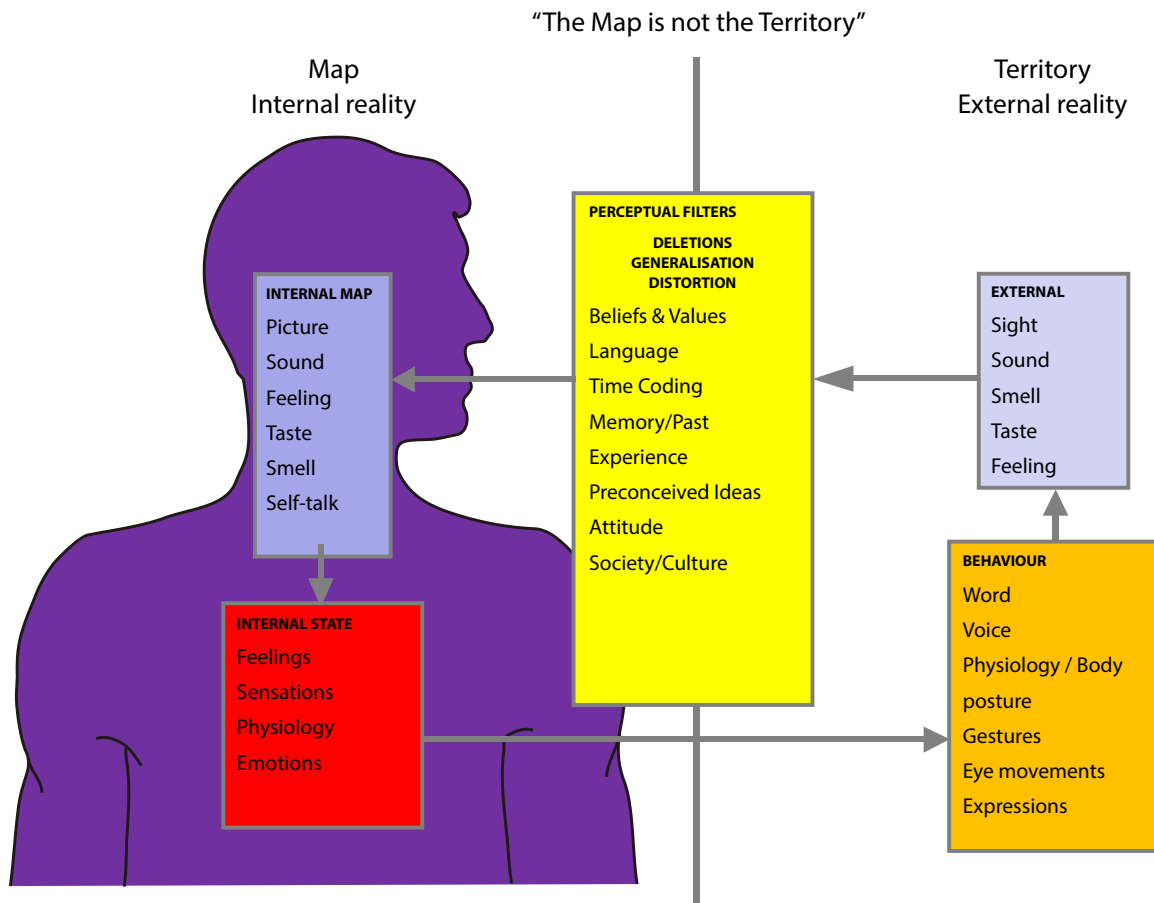 “The Map is not the Territory”
Map
Internal reality
Territory
External reality
PERCEPTUAL FILTERS
DELETIONS
GENERALISATION
DISTORTION
Beliefs & Values
Language
Time Coding
Memory/Past
Experience
Preconceived Ideas
Attitude
Society/Culture
INTERNAL MAP
Picture
Sound
Feeling
Taste
Smell
Self-talk
INTERNAL STATE
Feelings
Sensations
Physiology
Emotions
EXTERNAL
Sight
Sound
Smell
Taste
Feeling
BEHAVIOUR
Word
Voice
Physiology / Body
posture
Gestures
Eye movements
Expressions